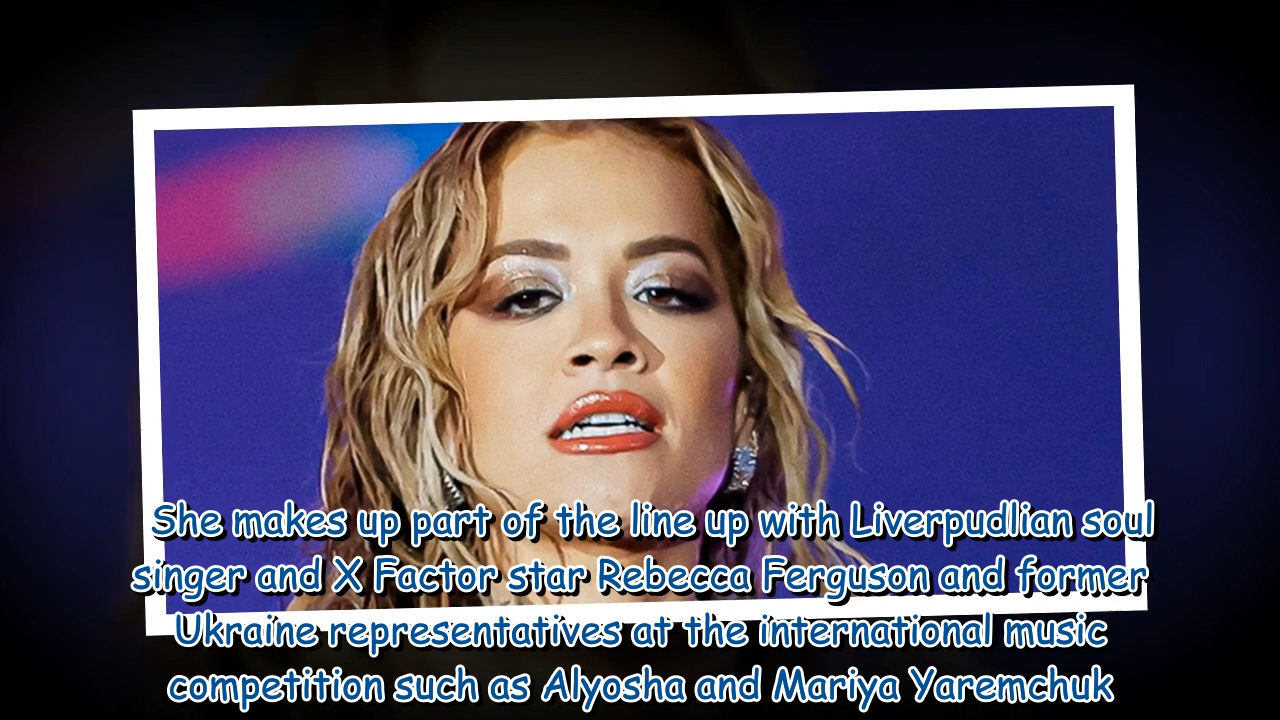 She makes up part of the line up with Liverpudlian soul
singer and X Factor star Rebecca Ferguson and former
Ukraine representatives at the international music
competition such as Alyosha and Mariya Yaremchuk